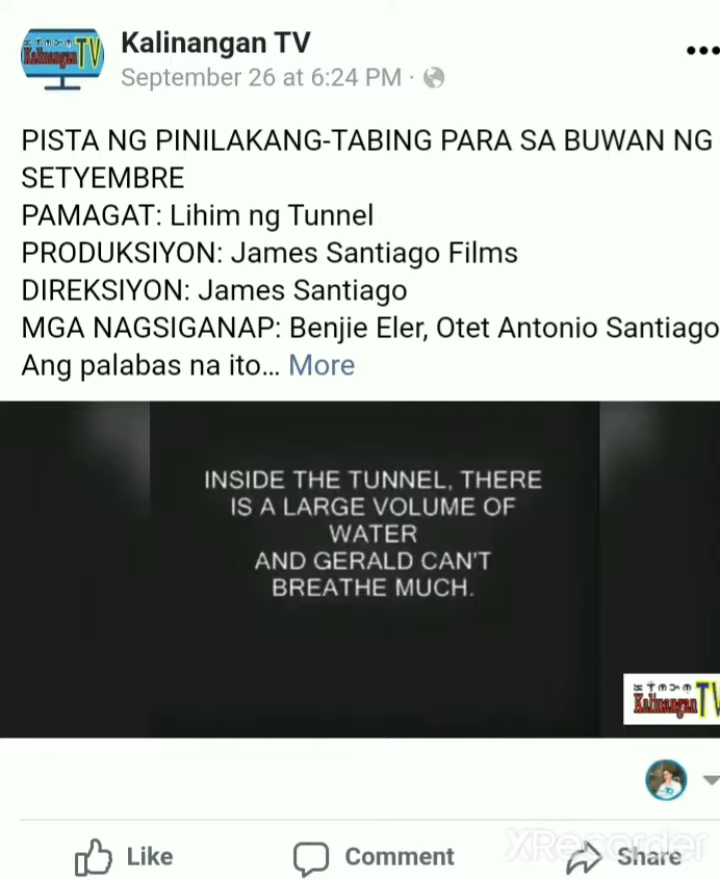 Kalinangan TV
Kalinangan TV
September 26 at 6:24 PM ·
PISTA NG PINILAKANG-TABING PARA SA BUWAN NG
SETYEMBRE
PAMAGAT: Lihim ng Tunnel
PRODUKSIYON: James Santiago Films
DIREKSIYON: James Santiago
MGA NAGSIGANAP: Benjie Eler, Otet Antonio Santiago
Ang palabas na ito... More
INSIDE THE TUNNEL, THERE
IS A LARGE VOLUME OF
WATER
AND GERALD CAN'T
BREATHE MUCH.
Kalinangan TV
Like
Comment
Share
XRecorder